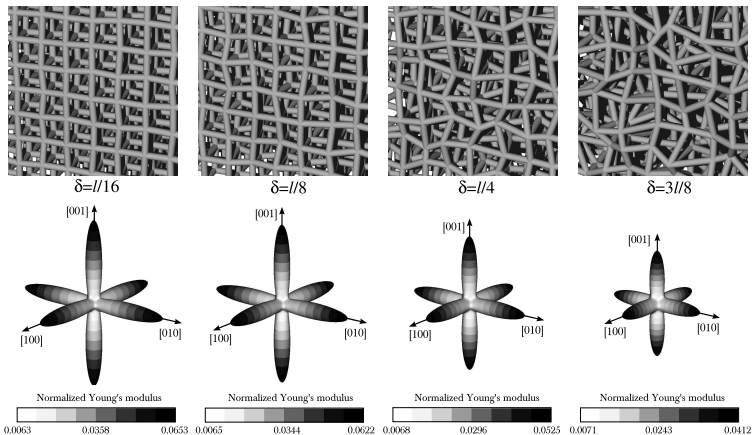 δ=l/16 δ=l/8 δ=l/4 δ=3l/8
[001] [001] [001] [001]
[100] [010] [100] [010] [100] [010] [100] [010]
Normalized Young's modulus Normalized Young's modulus Normalized Young's modulus Normalized Young's modulus
0.0063 0.0358 0.0653 0.0065 0.0344 0.0622 0.0068 0.0296 0.0525 0.0071 0.0243 0.0412